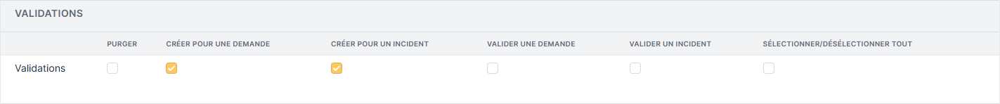 VALIDATIONS
PURGER CRÉER POUR UNE DEMANDE CRÉER POUR UN INCIDENT VALIDER UNE DEMANDE VALIDER UN INCIDENT SÉLECTIONNER/DÉSÉLECTIONNER TOUT
Validations